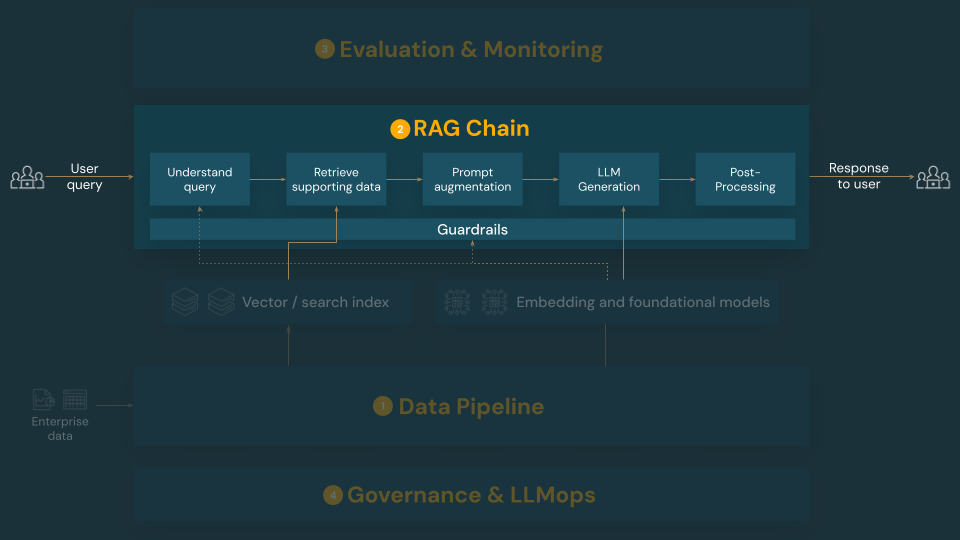 3 Evaluation & Monitoring
2 RAG Chain
User
query
Understand
query
Retrieve
supporting data
Prompt
augmentation
LLM
Generation
Post-
Processing
Response
to user
Guardrails
Vector / search index
Embedding and foundational models
1 Data Pipeline
Enterprise
data
4 Governance & LLMops